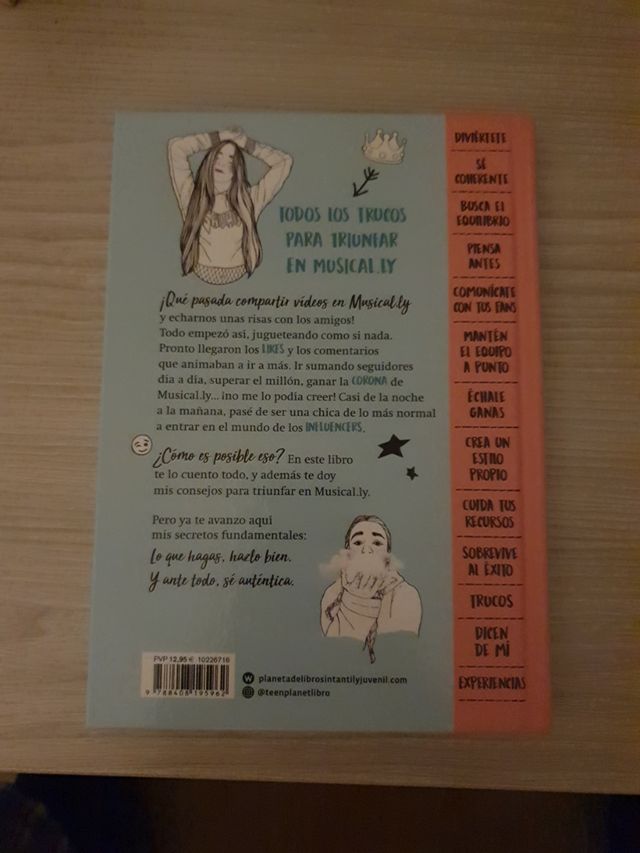 TODOS LOS TRUCOS
PARA TRIUNFAR
EN MUSICAL.LY
¡Qué pasada compartir vídeos en Musical.ly
y echarnos unas risas con los amigos!
Todo empezó así, jugueteando como si nada.
Pronto llegaron los LIKES y los comentarios
que animaban a ir a más. Ir sumando seguidores
día a día, superar el millón, ganar la CORONA de
Musical.ly... ¡no me lo podía creer! Casi de la noche
a la mañana, pasé de ser una chica de lo más normal
a entrar en el mundo de los INFLUENCERS.
¿Cómo es posible eso? En este libro
te lo cuento todo, y además te doy
mis consejos para triunfar en Musical.ly.
Pero ya te avanzo aquí
mis secretos fundamentales:
Lo que hagas, hazlo bien.
Y ante todo, sé auténtica.
PVP 12,95 € 10226716
9 788408 195962
planetadelibrosinfantilyjuvenil.com
@teenplanetlibro
DIVIÉRTETE
SÉ
COHERENTE
BUSCA EL
EQUILIBRIO
PIENSA
ANTES
COMUNÍCATE
CON TUS FANS
MANTÉN
EL EQUIPO
A PUNTO
ÉCHALE
GANAS
CREA UN
ESTILO
PROPIO
CUIDA TUS
RECURSOS
SOBREVIVE
AL ÉXITO
TRUCOS
DICEN
DE MÍ
EXPERIENCIAS